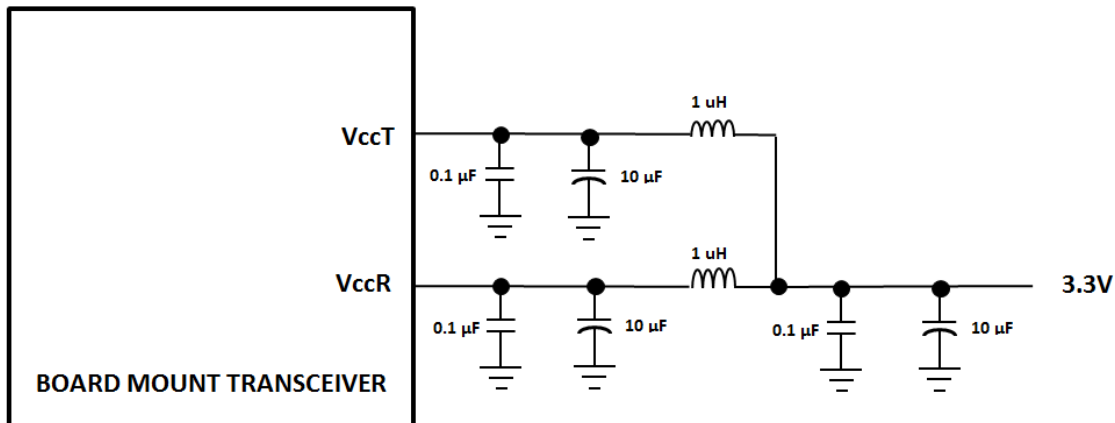 1 uH
VccT
0.1 µF
10 µF
1 uH
VccR
3.3V
0.1 µF
10 µF
0.1 µF
10 µF
BOARD MOUNT TRANSCEIVER